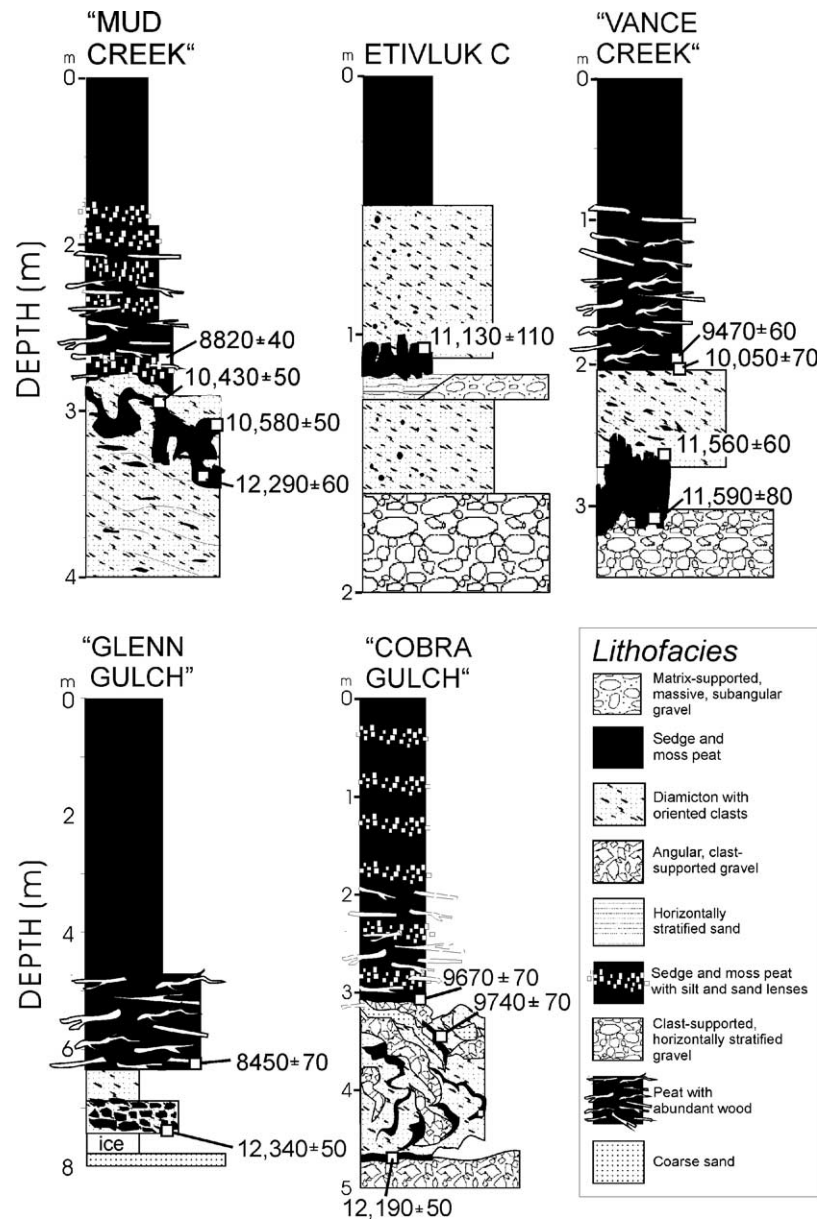 "MUD
CREEK"
m
0
2
3
4
DEPTH (m)
8820±40
10,430±50
10,580±50
12,290±60
ETIVLUK C
m
0
1
2
11,130±110
"VANCE
CREEK"
m
0
1
2
3
9470±60
10,050±70
11,560±60
11,590±80
"GLENN
GULCH"
m
0
2
4
6
8
DEPTH (m)
8450±70
12,340±50
ice
"COBRA
GULCH"
m
0
1
2
3
4
5
9670±70
9740±70
12,190±50
Lithofacies
Matrix-supported,
massive, subangular
gravel
Sedge and
moss peat
Diamicton with
oriented clasts
Angular, clast-
supported gravel
Horizontally
stratified sand
Sedge and moss peat
with silt and sand lenses
Clast-supported,
horizontally stratified
gravel
Peat with
abundant wood
Coarse sand